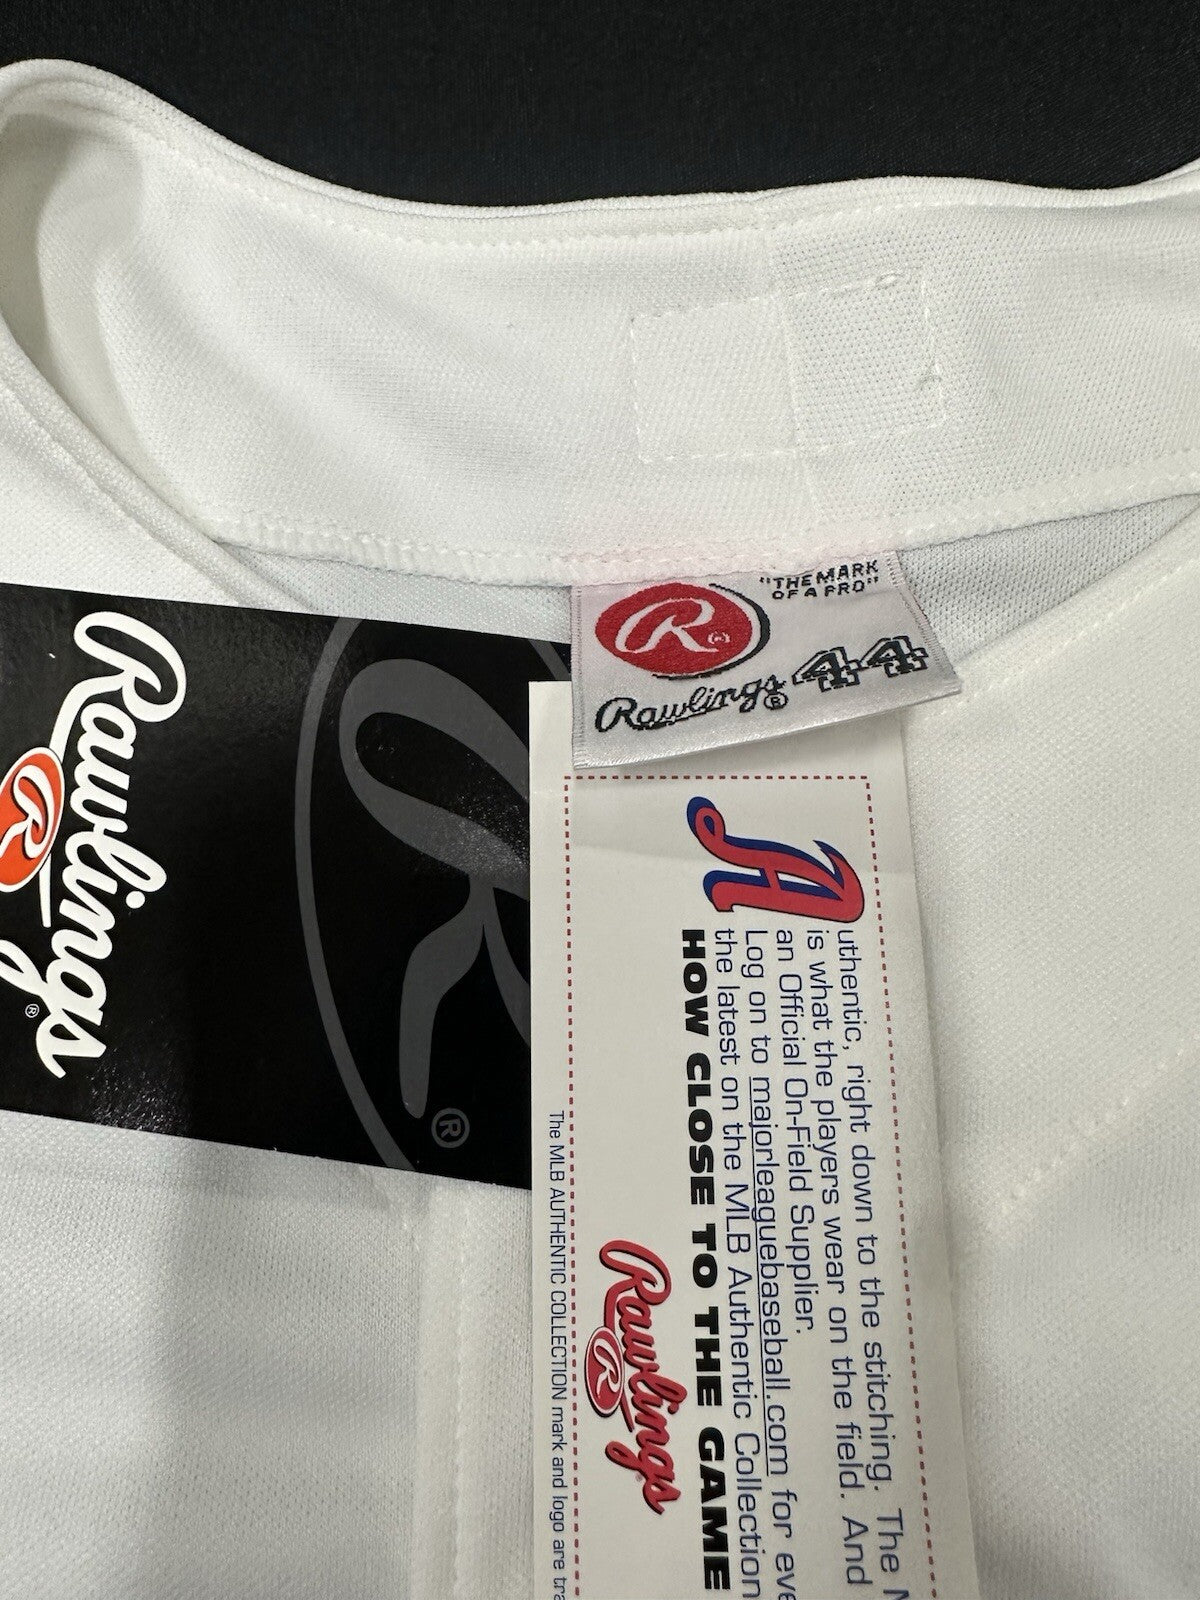 "THE MARK
OF A PRO"
R
Rawlings® 44
Rawlings®
R
R®
Authentic, right down to the stitching. The
is what the players wear on the field. And
an Official On-Field Supplier.
Log on to majorleaguebaseball.com for
the latest on the MLB Authentic Collection
HOW CLOSE TO THE GAME
Rawlings
R
The MLB AUTHENTIC COLLECTION mark and logo are